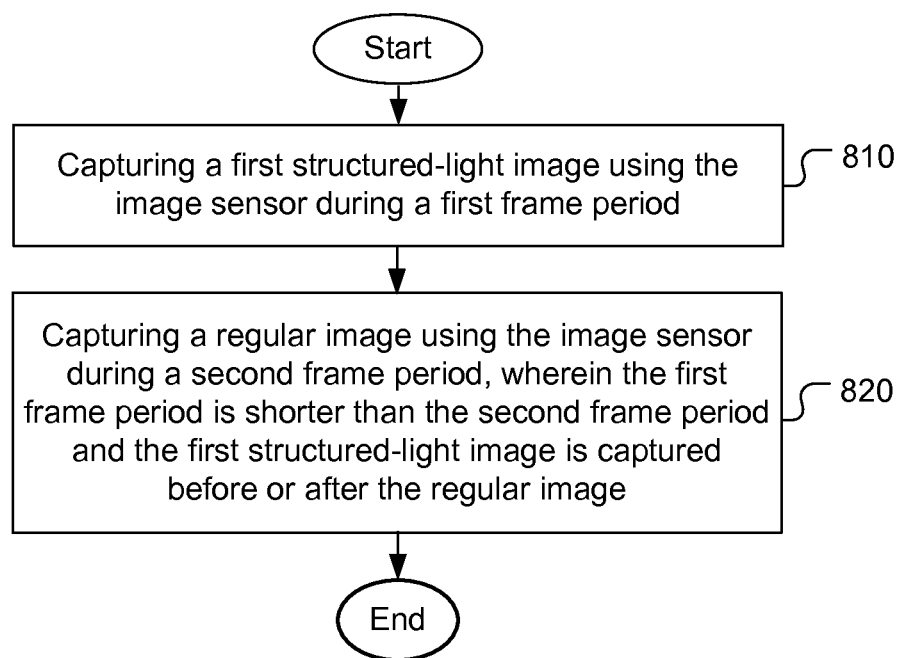 Start
Capturing a first structured-light image using the
image sensor during a first frame period
810
Capturing a regular image using the image sensor
during a second frame period, wherein the first
frame period is shorter than the second frame period
and the first structured-light image is captured
before or after the regular image
820
End